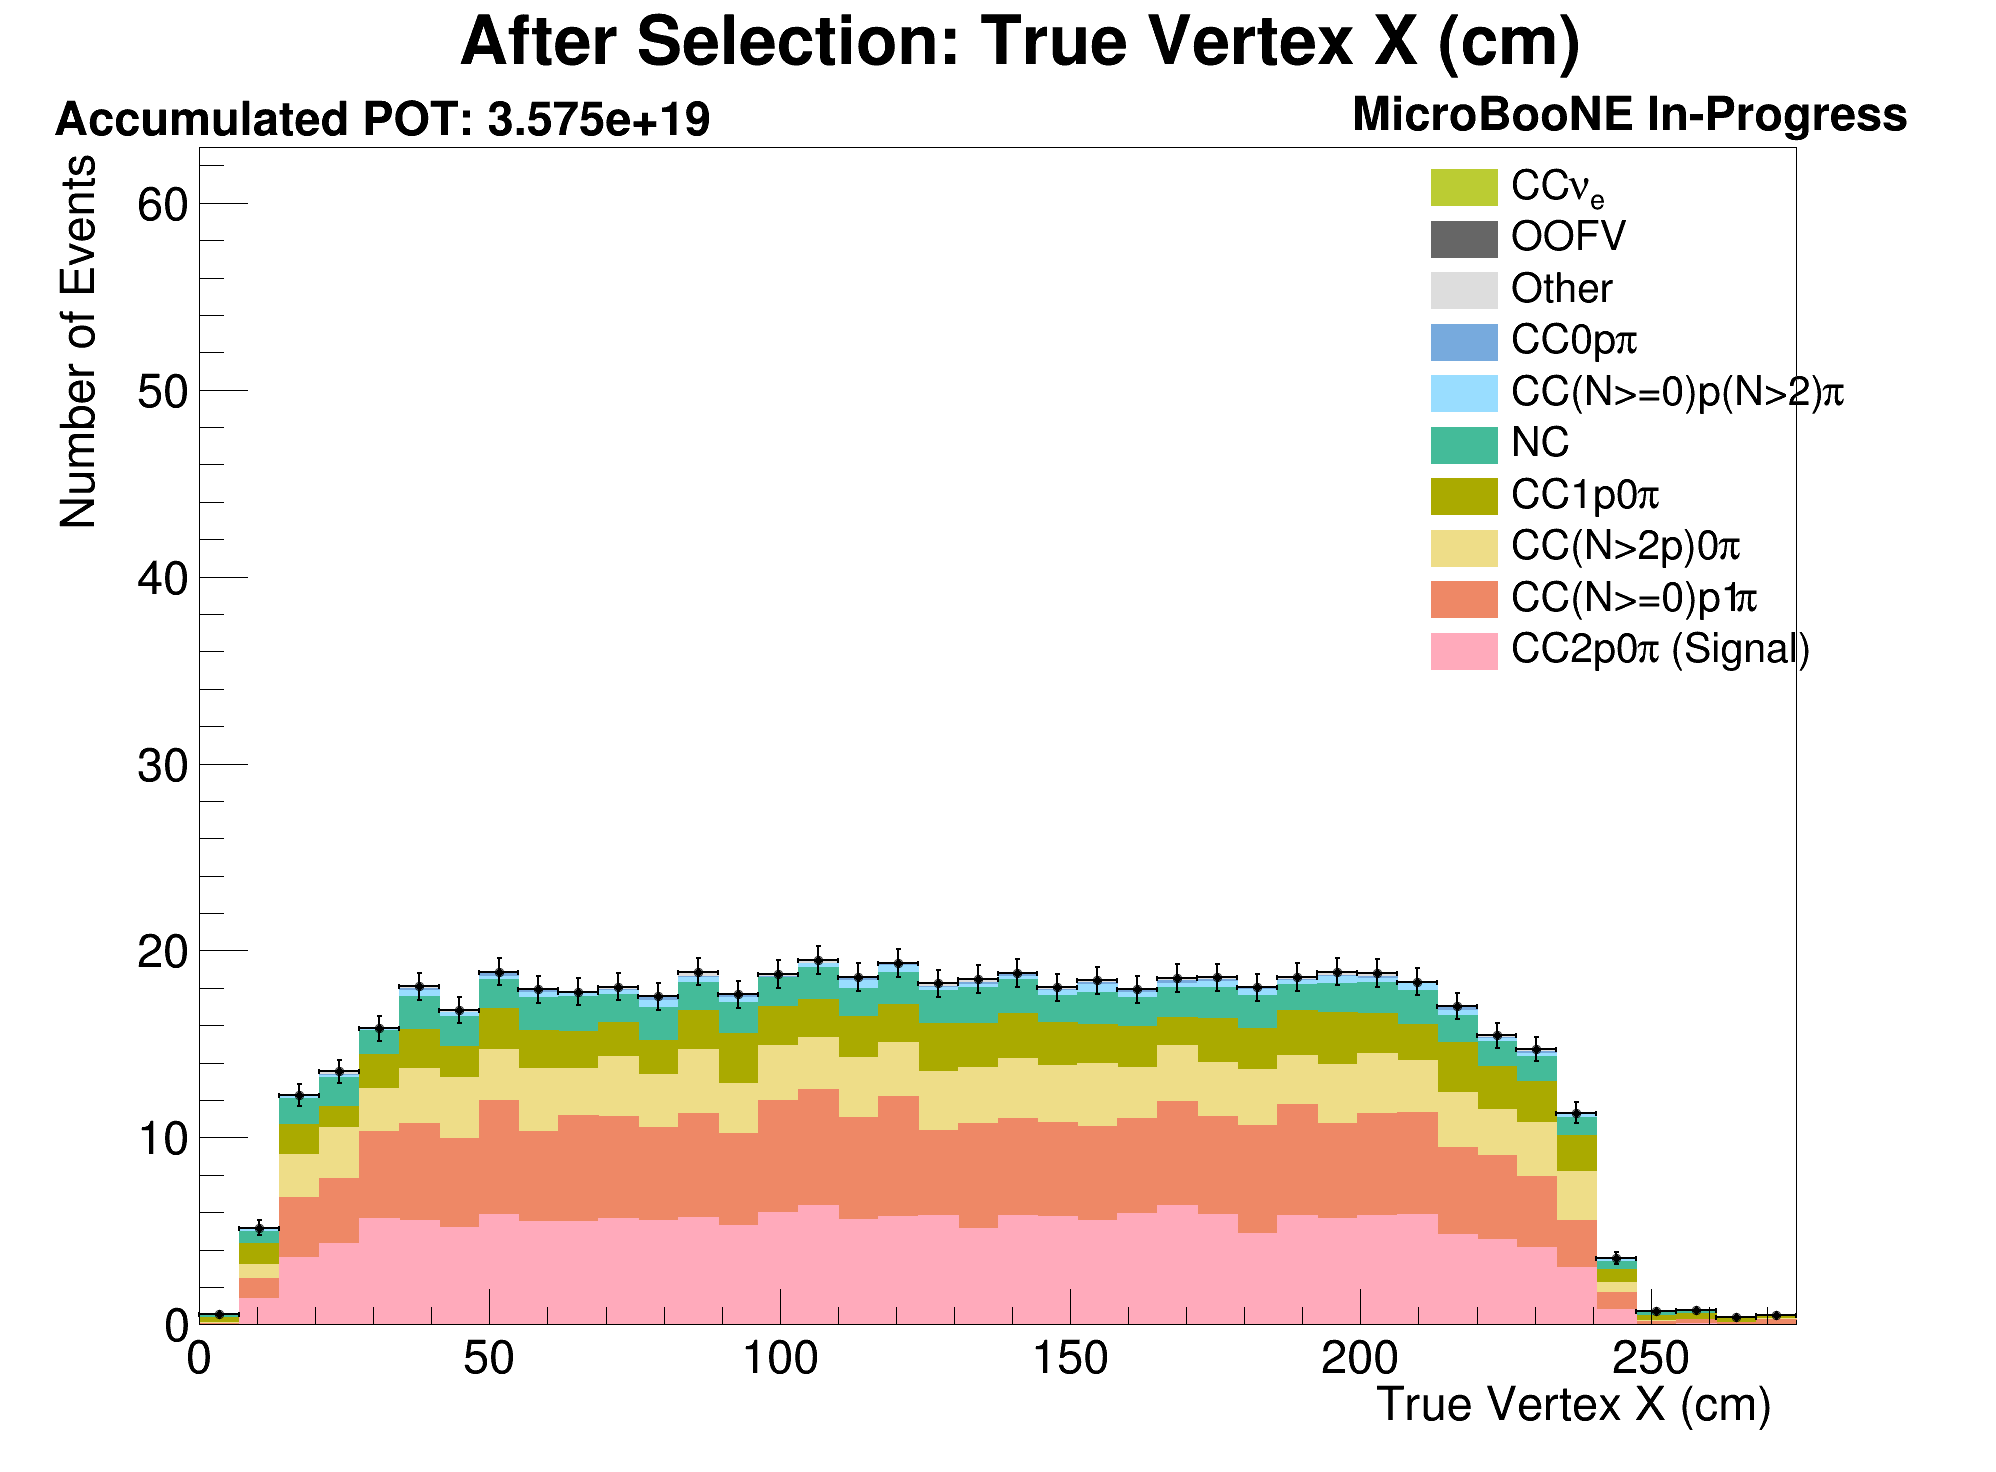 After Selection: True Vertex X (cm)
Accumulated POT: 3.575e+19
MicroBooNE In-Progress
Number of Events
60
50
40
30
20
10
0
CCνe
OOFV
Other
CC0pπ
CC(N>=0)p(N>2)π
NC
CC1p0π
CC(N>2p)0π
CC(N>=0)p1π
CC2p0π (Signal)
0 50 100 150 200 250
True Vertex X (cm)